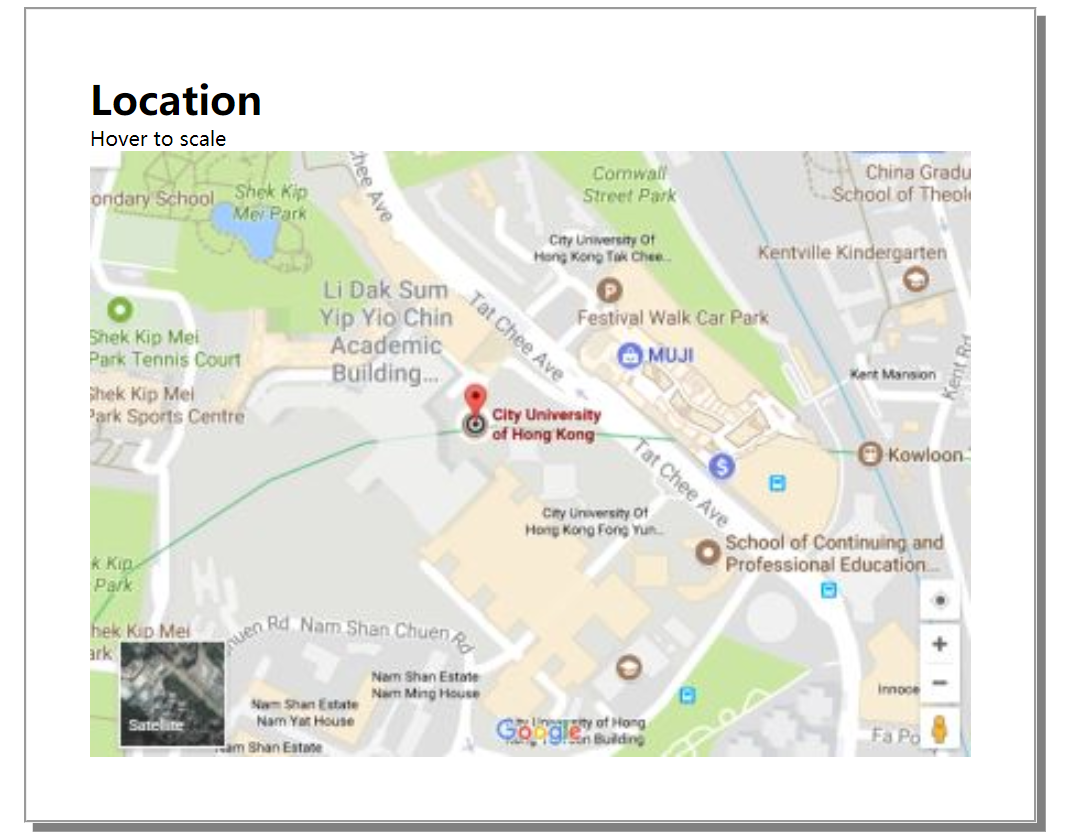 Location
Hover to scale
Chee Ave
ondary School
Shek Kip
Mei Park
Cornwall
Street Park
China Gradu
School of Theol
City University Of
Hong Kong Tak Chee...
Kentville Kindergarten
Li Dak Sum
Yip Yio Chin
Academic
Building...
Tat Chee Ave
P
Festival Walk Car Park
Shek Kip Mei
Park Tennis Court
MUJI
Kent Mansion
Kent Rd
Shek Kip Mei
Park Sports Centre
City University
of Hong Kong
Tat Chee Ave
$
Kowloon
City University Of
Hong Kong Fong Yun...
School of Continuing and
Professional Education...
k Kip
Park
hek Kip Mei
ark
huen Rd
Nam Shan Chuen Rd
+
−
Nam Shan Estate
Nam Ming House
Innoce
Nam Shan Estate
Nam Yat House
Satellite
Google
City University of Hong
Building
Fa Po
Nam Shan Estate